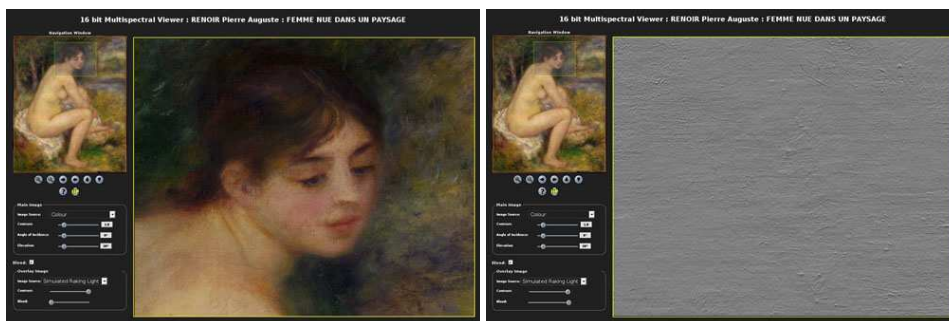 16 bit Multispectral Viewer : RENOIR Pierre Auguste : FEMME NUE DANS UN PAYSAGE
Navigation Window
Main Image
Image Source Colour
Contrast
Angle of Incidence
Elevation
Blend:
Overlay Image
Image Source Simulated Raking Light
Contrast
Blend
16 bit Multispectral Viewer : RENOIR Pierre Auguste : FEMME NUE DANS UN PAYSAGE
Navigation Window
Main Image
Image Source Colour
Contrast
Angle of Incidence
Elevation
Blend:
Overlay Image
Image Source Simulated Raking Light
Contrast
Blend